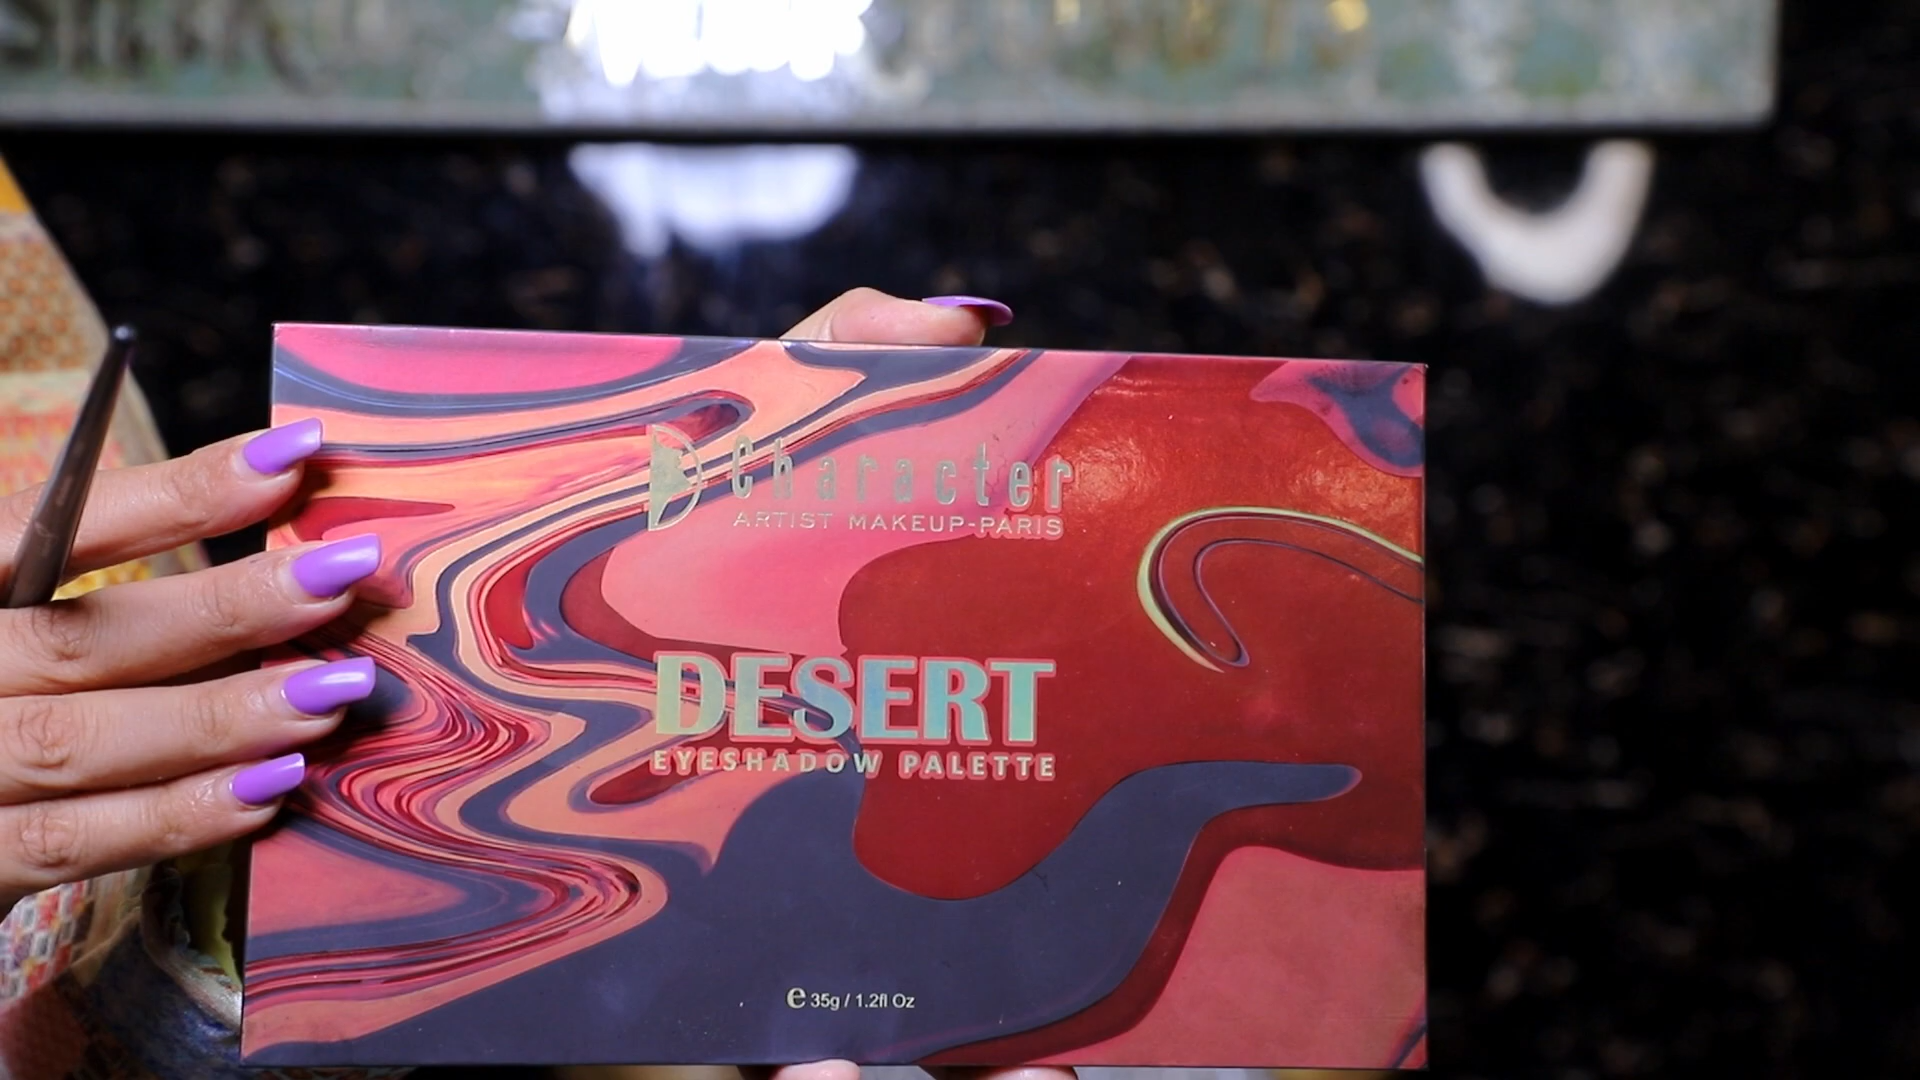 Character
ARTIST MAKEUP-PARIS
DESERT
EYESHADOW PALETTE
e 35g / 1.2fl Oz